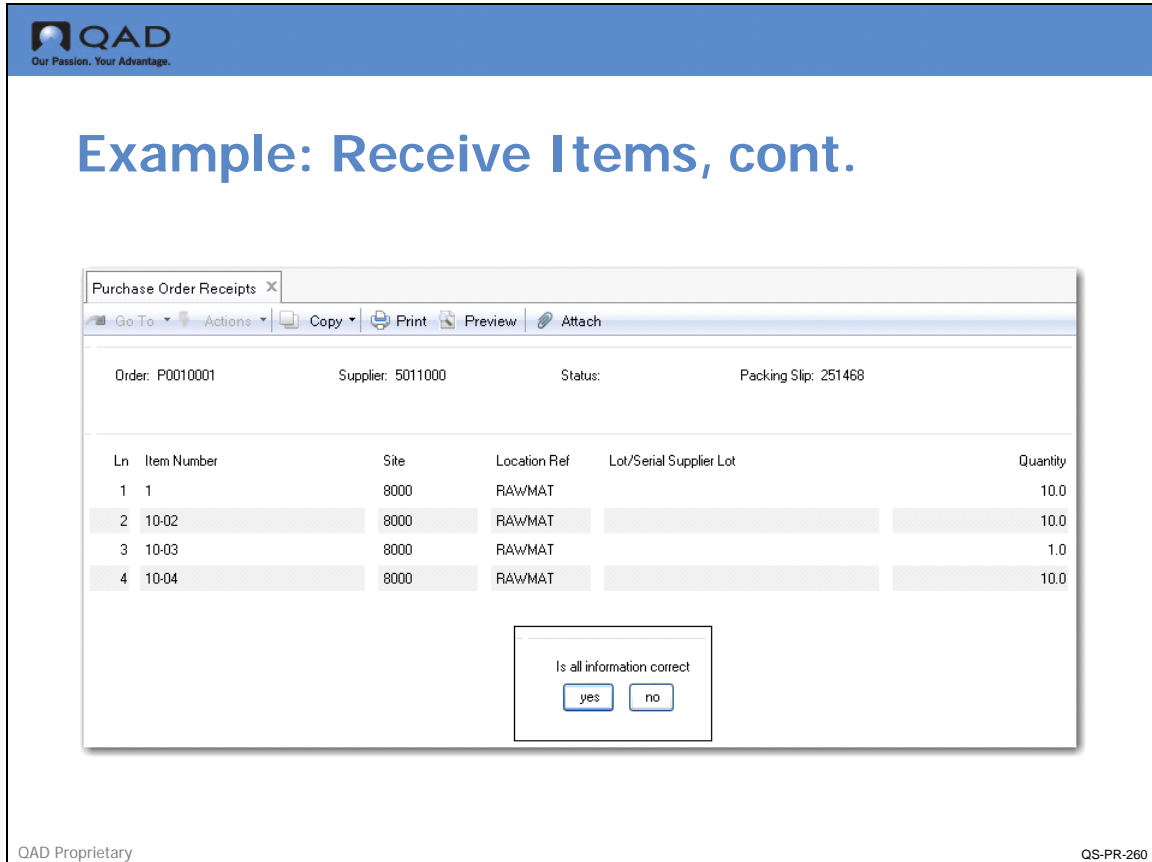 QAD
Our Passion. Your Advantage.
Example: Receive Items, cont.
Purchase Order Receipts X
Go To Actions Copy Print Preview Attach
Order: P0010001 Supplier: 5011000 Status: Packing Slip: 251468
Ln Item Number Site Location Ref Lot/Serial Supplier Lot Quantity
1 1 8000 RAWMAT 10.0
2 10-02 8000 RAWMAT 10.0
3 10-03 8000 RAWMAT 1.0
4 10-04 8000 RAWMAT 10.0
Is all information correct
yes no
QAD Proprietary QS-PR-260